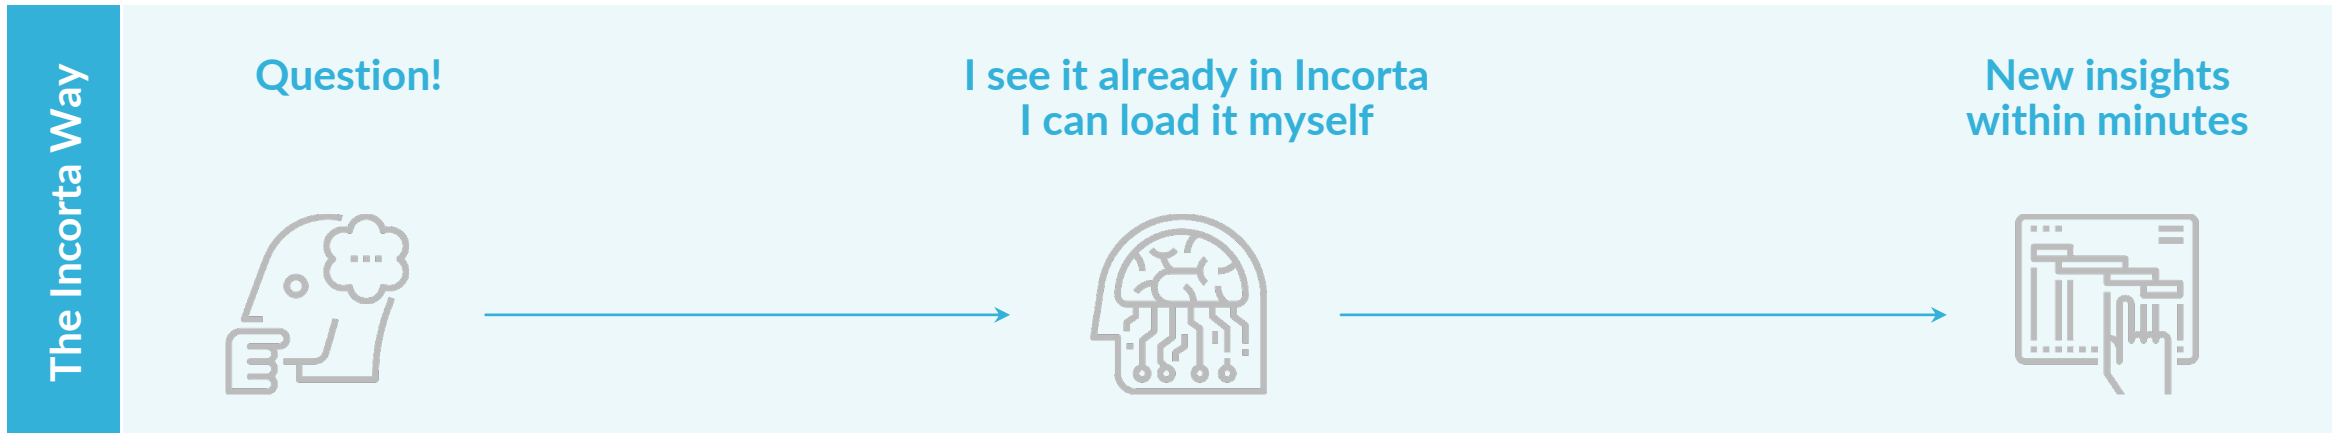 The Incorta Way
Question!
I see it already in Incorta
I can load it myself
New insights
within minutes